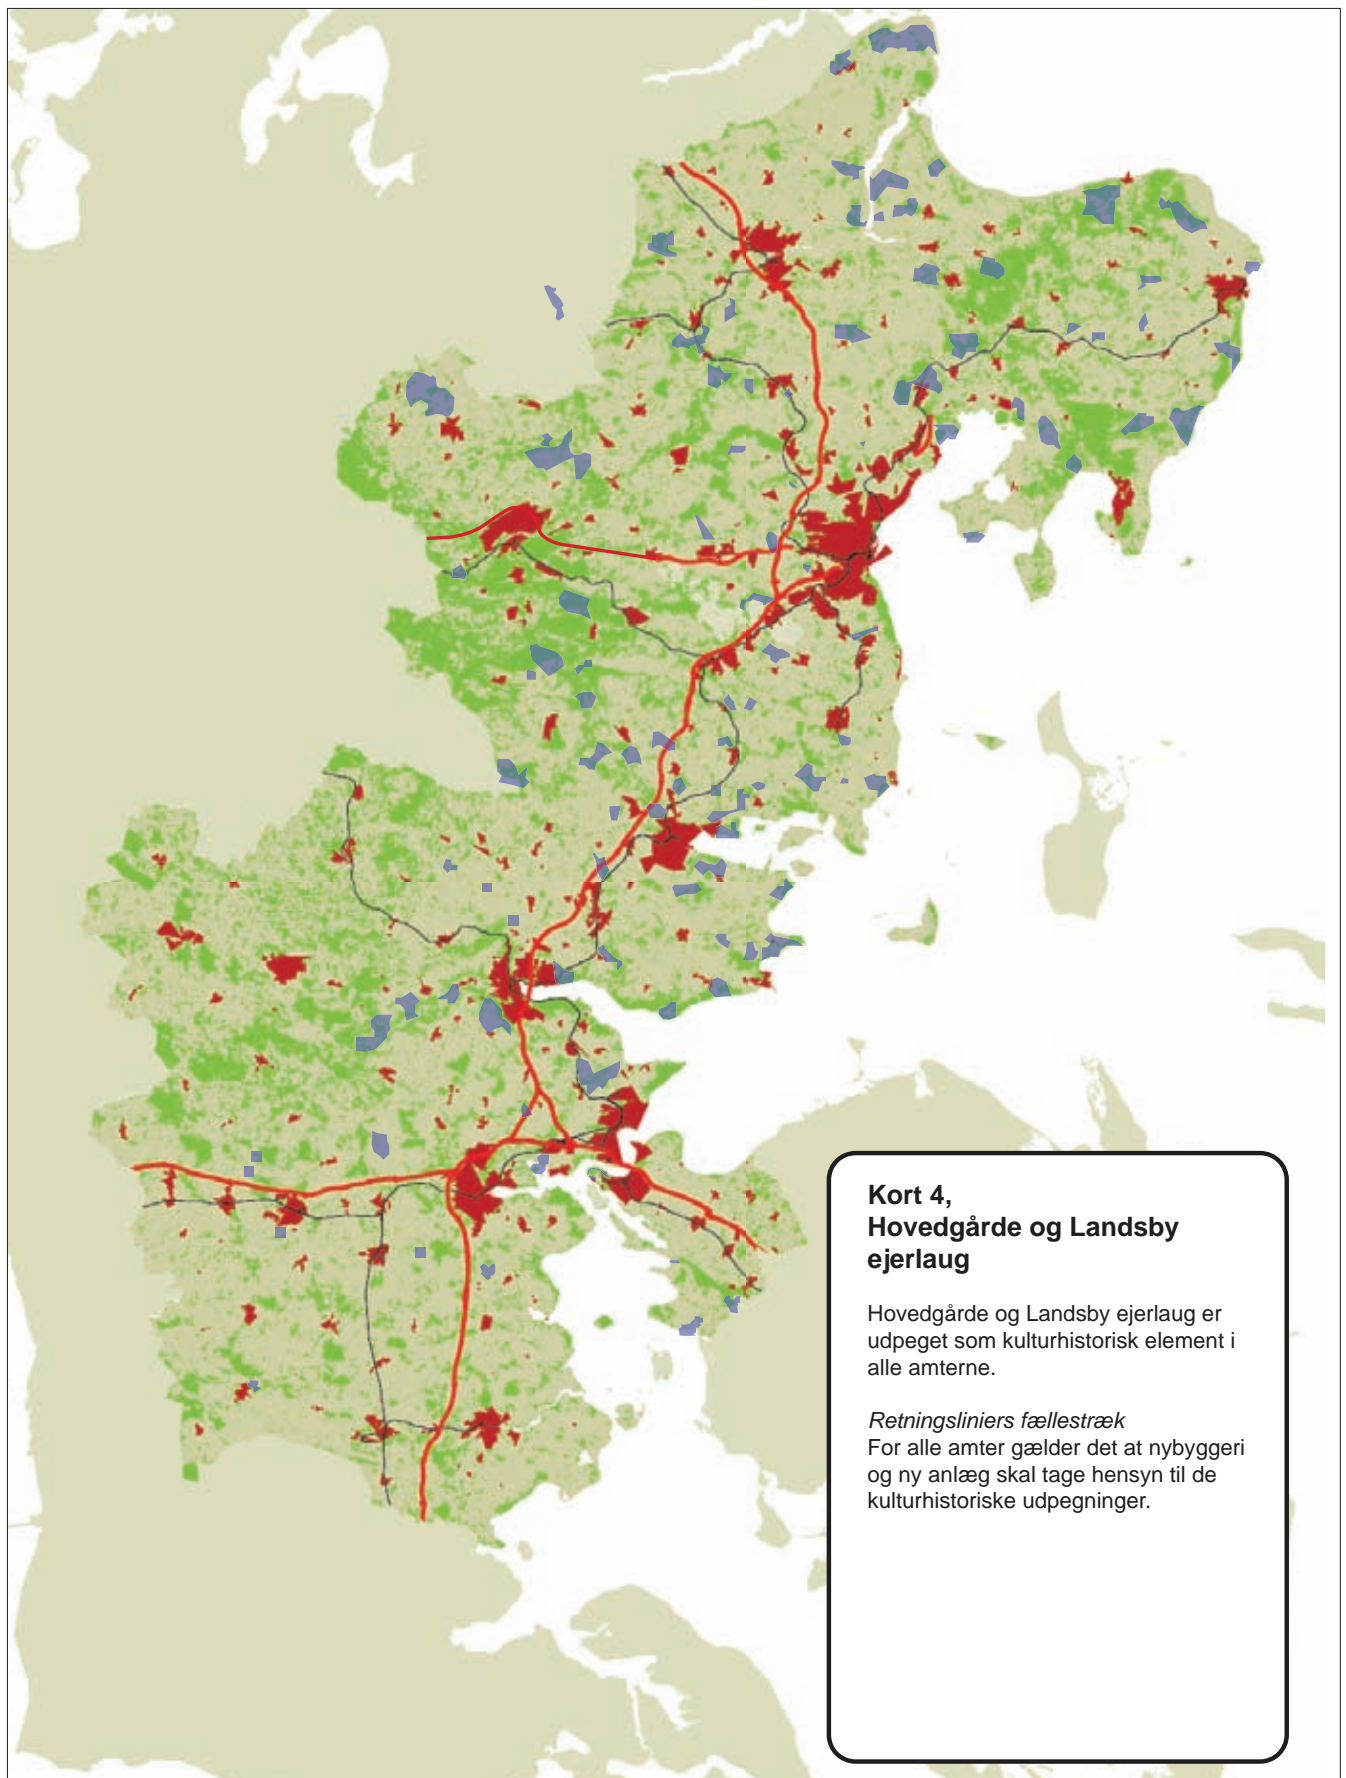 Kort 4,
Hovedgårde og Landsby
ejerlaug
Hovedgårde og Landsby ejerlaug er
udpeget som kulturhistorisk element i
alle amterne.
Retningsliniers fællestræk
For alle amter gælder det at nybyggeri
og ny anlæg skal tage hensyn til de
kulturhistoriske udpegninger.